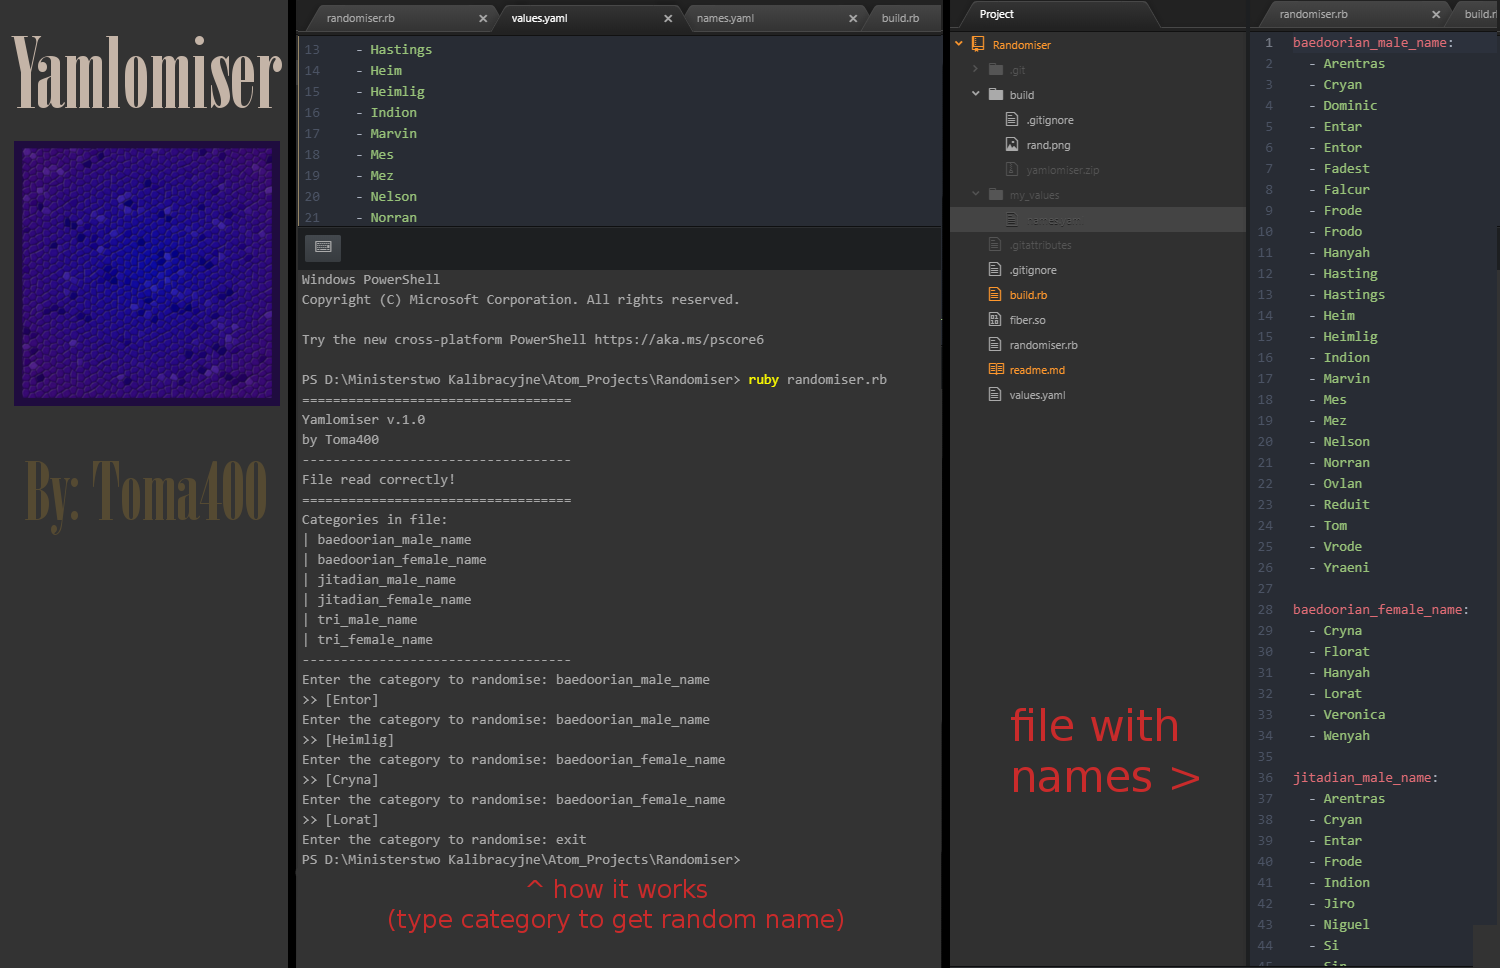 Yamlomiser
By: Toma400
randomiser.rb
values.yaml
names.yaml
build.rb
13 - Hastings
14 - Heim
15 - Heimlig
16 - Indion
17 - Marvin
18 - Mes
19 - Mez
20 - Nelson
21 - Norran
Windows PowerShell
Copyright (C) Microsoft Corporation. All rights reserved.
Try the new cross-platform PowerShell https://aka.ms/pscore6
PS D:\Ministerstwo Kalibracyjne\Atom_Projects\Randomiser> ruby randomiser.rb
===================================
Yamlomiser v.1.0
by Toma400
-----------------------------------
File read correctly!
===================================
Categories in file:
| baedoorian_male_name
| baedoorian_female_name
| jitadian_male_name
| jitadian_female_name
| tri_male_name
| tri_female_name
-----------------------------------
Enter the category to randomise: baedoorian_male_name
>> [Entor]
Enter the category to randomise: baedoorian_male_name
>> [Heimlig]
Enter the category to randomise: baedoorian_female_name
>> [Cryna]
Enter the category to randomise: baedoorian_female_name
>> [Lorat]
Enter the category to randomise: exit
PS D:\Ministerstwo Kalibracyjne\Atom_Projects\Randomiser>
^ how it works
(type category to get random name)
Project
Randomiser
.git
build
.gitignore
rand.png
yamlomiser.zip
my_values
names.yaml
.gitattributes
.gitignore
build.rb
fiber.so
randomiser.rb
readme.md
values.yaml
file with
names >
randomiser.rb
1 baedoorian_male_name:
2 - Arentras
3 - Cryan
4 - Dominic
5 - Entar
6 - Entor
7 - Fadest
8 - Falcur
9 - Frode
10 - Frodo
11 - Hanyah
12 - Hasting
13 - Hastings
14 - Heim
15 - Heimlig
16 - Indion
17 - Marvin
18 - Mes
19 - Mez
20 - Nelson
21 - Norran
22 - Ovlan
23 - Reduit
24 - Tom
25 - Vrode
26 - Yraeni
27
28 baedoorian_female_name:
29 - Cryna
30 - Florat
31 - Hanyah
32 - Lorat
33 - Veronica
34 - Wenyah
35
36 jitadian_male_name:
37 - Arentras
38 - Cryan
39 - Entar
40 - Frode
41 - Indion
42 - Jiro
43 - Niguel
44 - Si